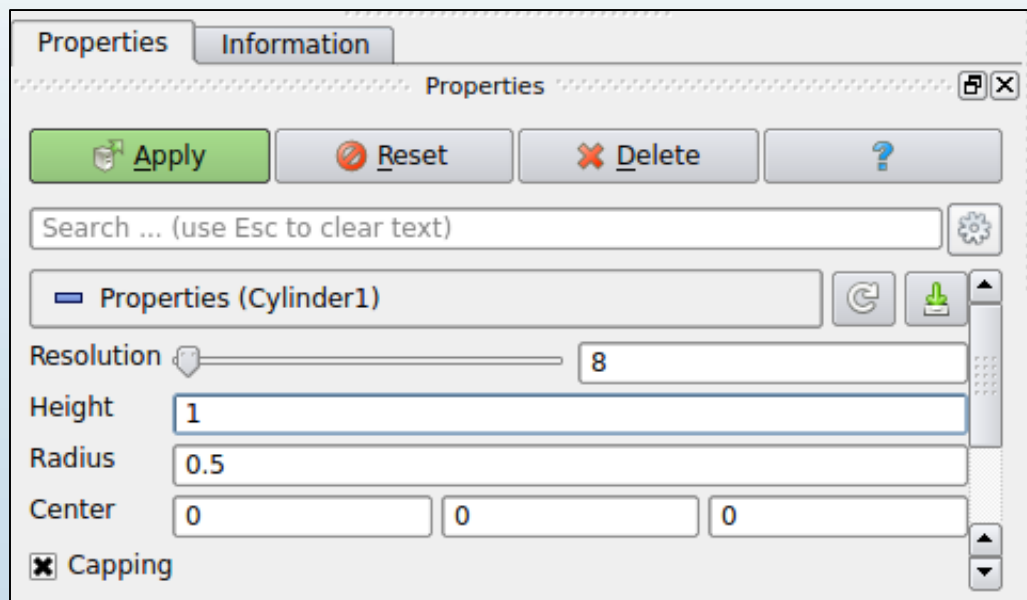 Properties Information
Properties
Apply Reset Delete ?
Search ... (use Esc to clear text)
Properties (Cylinder1)
Resolution 8
Height 1
Radius 0.5
Center 0 0 0
Capping